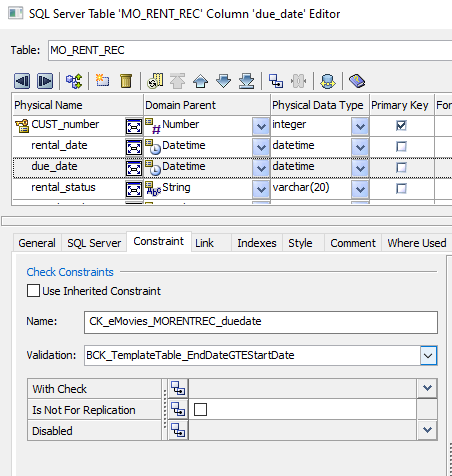 SQL Server Table 'MO_RENT_REC' Column 'due_date' Editor
Table: MO_RENT_REC
Physical Name Domain Parent Physical Data Type Primary Key For
CUST_number Number integer
rental_date Datetime datetime
due_date Datetime datetime
rental_status String varchar(20)
General SQL Server Constraint Link Indexes Style Comment Where Used
Check Constraints
Use Inherited Constraint
Name: CK_eMovies_MORENTREC_duedate
Validation: BCK_TemplateTable_EndDateGTEStartDate
With Check
Is Not For Replication
Disabled